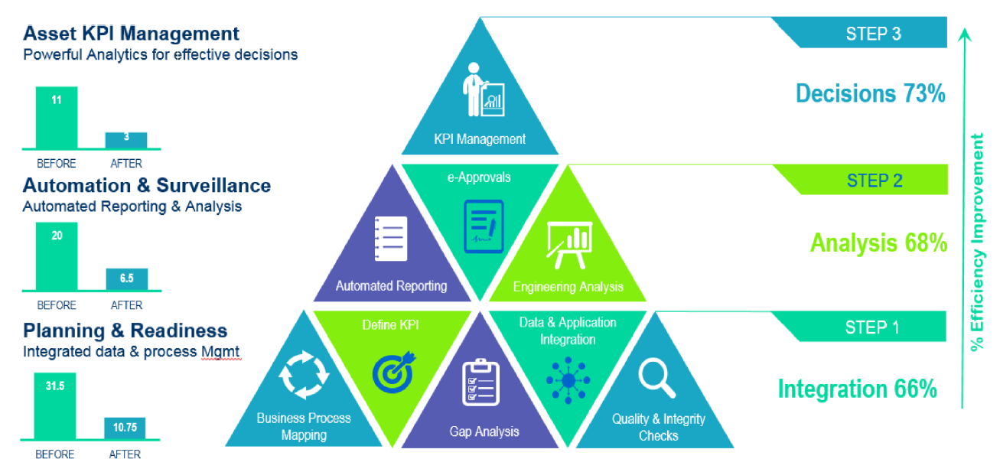 Asset KPI Management
Powerful Analytics for effective decisions
11
3
BEFORE
AFTER
Automation & Surveillance
Automated Reporting & Analysis
20
6.5
BEFORE
AFTER
Planning & Readiness
Integrated data & process Mgmt
31.5
10.75
BEFORE
AFTER
KPI Management
e-Approvals
Automated Reporting
Engineering Analysis
Define KPI
Data & Application
Integration
Business Process
Mapping
Gap Analysis
Quality & Integrity
Checks
STEP 3
Decisions 73%
STEP 2
Analysis 68%
STEP 1
Integration 66%
% Efficiency Improvement